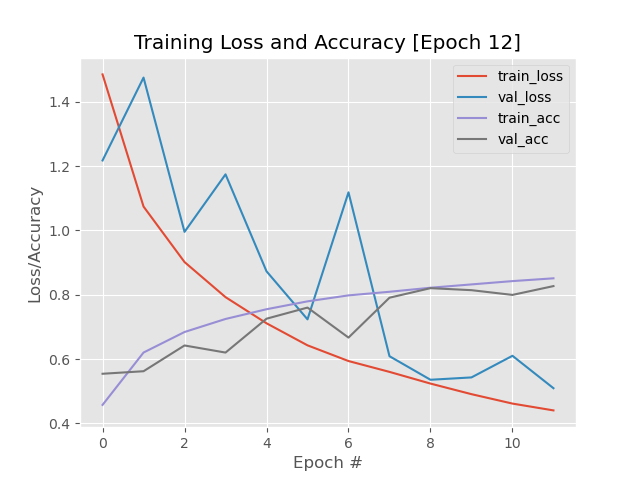 Training Loss and Accuracy [Epoch 12]
train_loss
val_loss
train_acc
val_acc
Loss/Accuracy
1.4
1.2
1.0
0.8
0.6
0.4
0
2
4
6
8
10
Epoch #